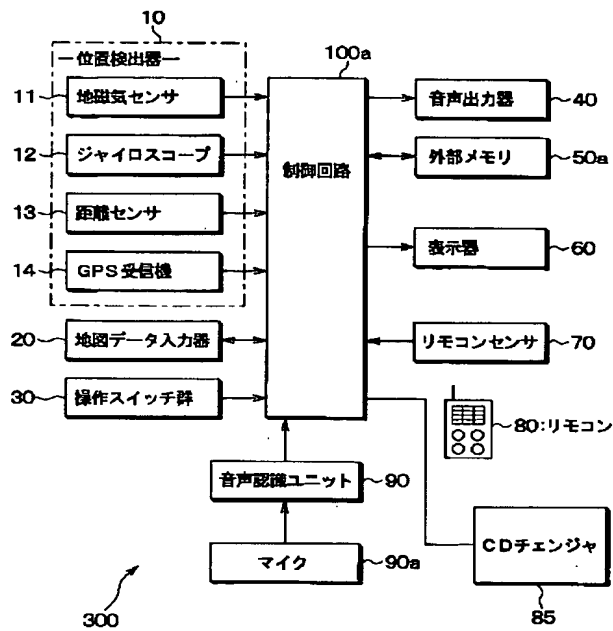 10
100a
位置検出器
11
地磁気センサ
音声出力器
40
12
ジャイロスコープ
制御回路
外部メモリ
50a
13
距離センサ
表示器
60
14
GPS受信機
20
地図データ入力器
リモコンセンサ
70
30
操作スイッチ群
80:リモコン
音声認識ユニット
90
CDチェンジャ
マイク
90a
85
300